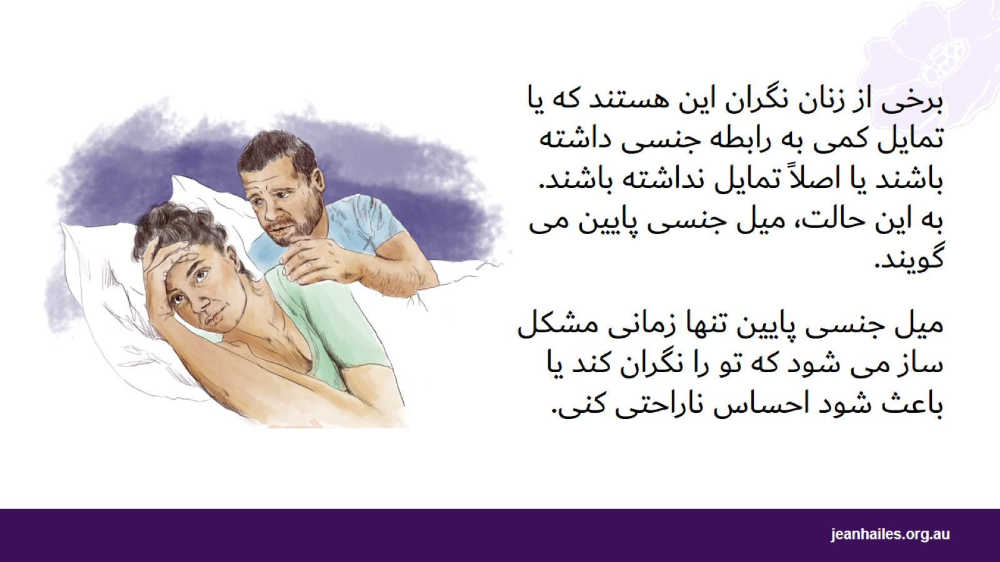 برخی از زنان نگران این هستند که یا
تمایل کمی به رابطه جنسی داشته
باشند یا اصلاً تمایل نداشته باشند.
به این حالت، میل جنسی پایین می
گویند.
میل جنسی پایین تنها زمانی مشکل
ساز می شود که تو را نگران کند یا
باعث شود احساس ناراحتی کنی.
jeanhailes.org.au